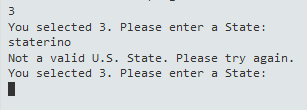 3
You selected 3. Please enter a State:
staterino
Not a valid U.S. State. Please try again.
You selected 3. Please enter a State: